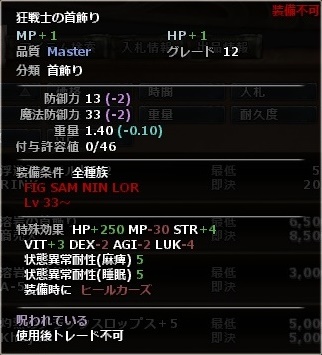 狂戦士の首飾り
装備不可
MP+1 HP+1
品質 Master グレード 12
分類 首飾り
防御力 13 (-2)
魔法防御力 33 (-2)
重量 1.40 (-0.10)
付与許容値 0/46
装備条件 全種族
FIG SAM NIN LOR
Lv 33～
特殊効果 HP+250 MP-30 STR+4
VIT+3 DEX-2 AGI-2 LUK-4
状態異常耐性(麻痺) 5
状態異常耐性(睡眠) 5
装備時に ヒールカーズ
呪われている
使用後トレード不可